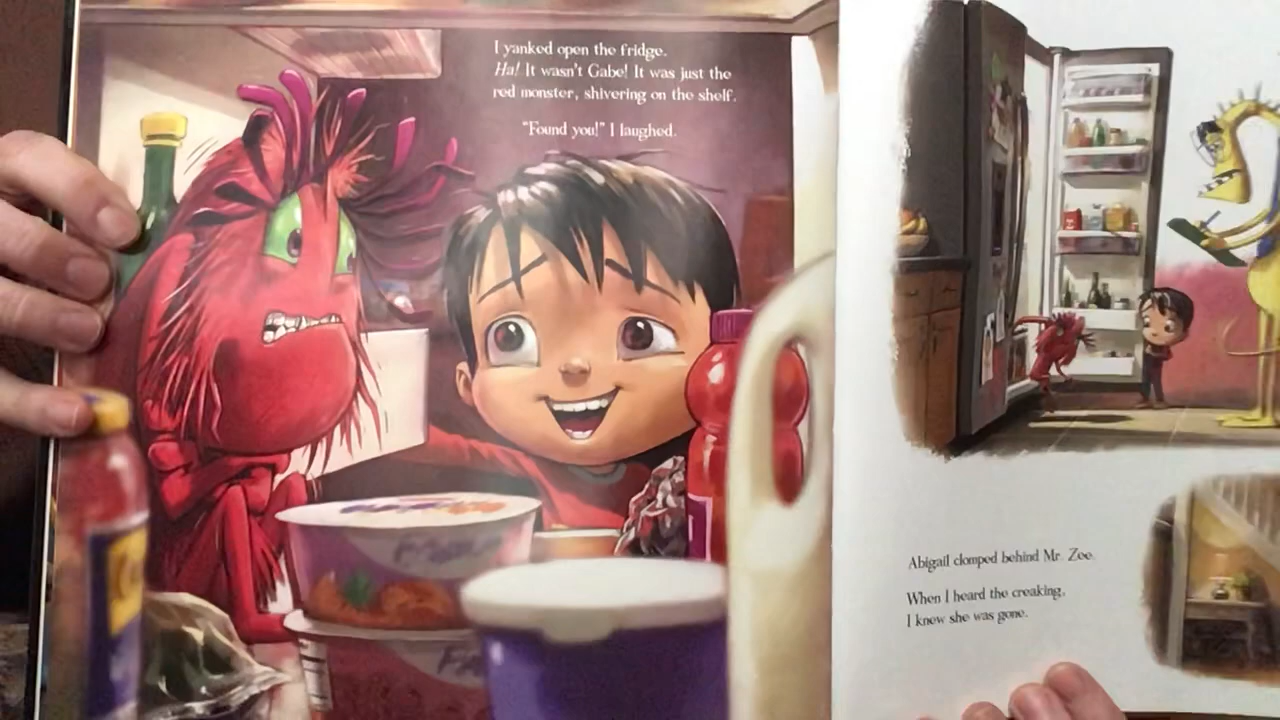 I yanked open the fridge.
Ha! It wasn't Gabe! It was just the
red monster, shivering on the shelf.
"Found you!" I laughed.
Abigail clomped behind Mr. Zee.
When I heard the creaking,
I knew she was gone.